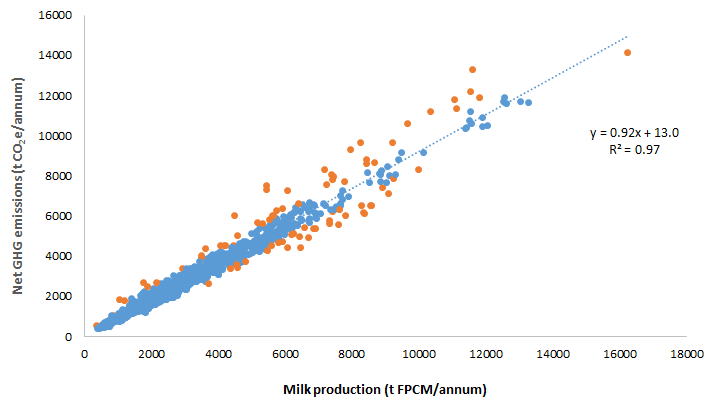 16000
14000
12000
10000
8000
6000
4000
2000
0
Net GHG emissions (t CO₂e/annum)
y = 0.92x + 13.0
R² = 0.97
0 2000 4000 6000 8000 10000 12000 14000 16000 18000
Milk production (t FPCM/annum)